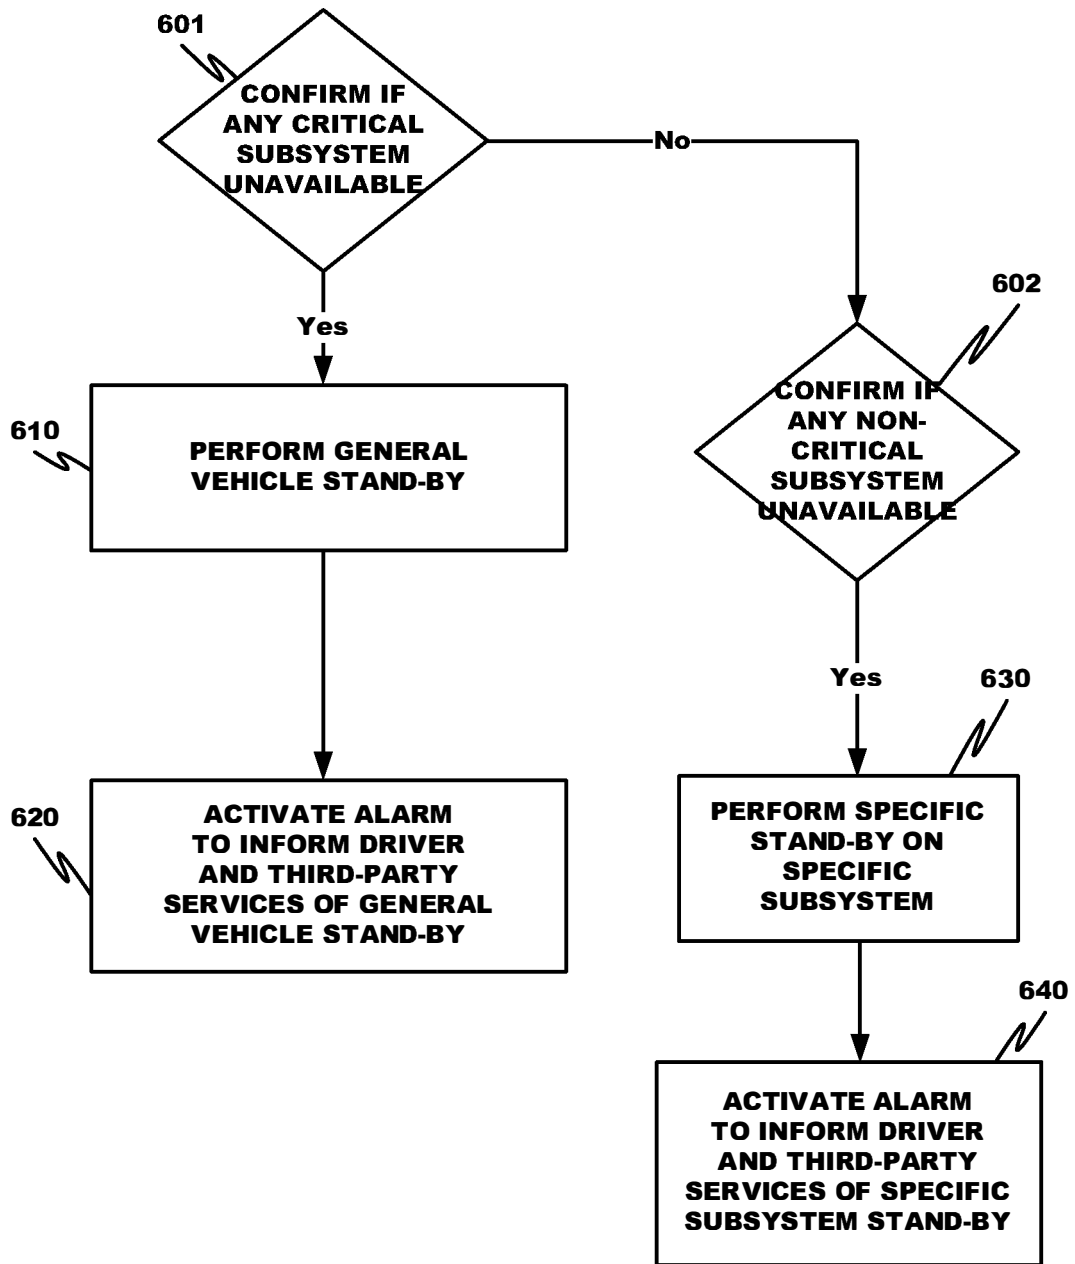 601
CONFIRM IF
ANY CRITICAL
SUBSYSTEM
UNAVAILABLE
No
Yes
602
CONFIRM IF
ANY NON-
CRITICAL
SUBSYSTEM
UNAVAILABLE
610
PERFORM GENERAL
VEHICLE STAND-BY
Yes
630
620
ACTIVATE ALARM
TO INFORM DRIVER
AND THIRD-PARTY
SERVICES OF GENERAL
VEHICLE STAND-BY
PERFORM SPECIFIC
STAND-BY ON
SPECIFIC
SUBSYSTEM
640
ACTIVATE ALARM
TO INFORM DRIVER
AND THIRD-PARTY
SERVICES OF SPECIFIC
SUBSYSTEM STAND-BY